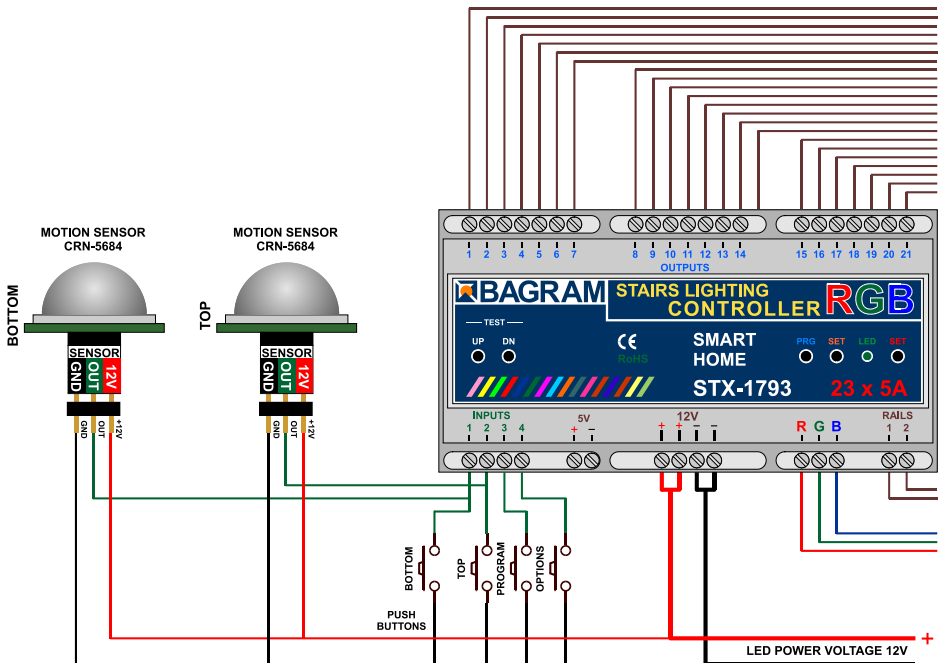 MOTION SENSOR
CRN-5684
MOTION SENSOR
CRN-5684
BOTTOM
TOP
SENSOR
GND OUT 12V
GND OUT +12V
SENSOR
GND OUT 12V
GND OUT +12V
1 2 3 4 5 6 7
8 9 10 11 12 13 14
15 16 17 18 19 20 21
OUTPUTS
BAGRAM
STAIRS LIGHTING
CONTROLLER
RGB
TEST
UP DN
CE
RoHS
SMART
HOME
PRG SET LED SET
STX-1793
23 x 5A
INPUTS
1 2 3 4
5V
+ −
12V
+ + − −
R G B
RAILS
1 2
BOTTOM
TOP
PROGRAM
OPTIONS
PUSH
BUTTONS
+
LED POWER VOLTAGE 12V